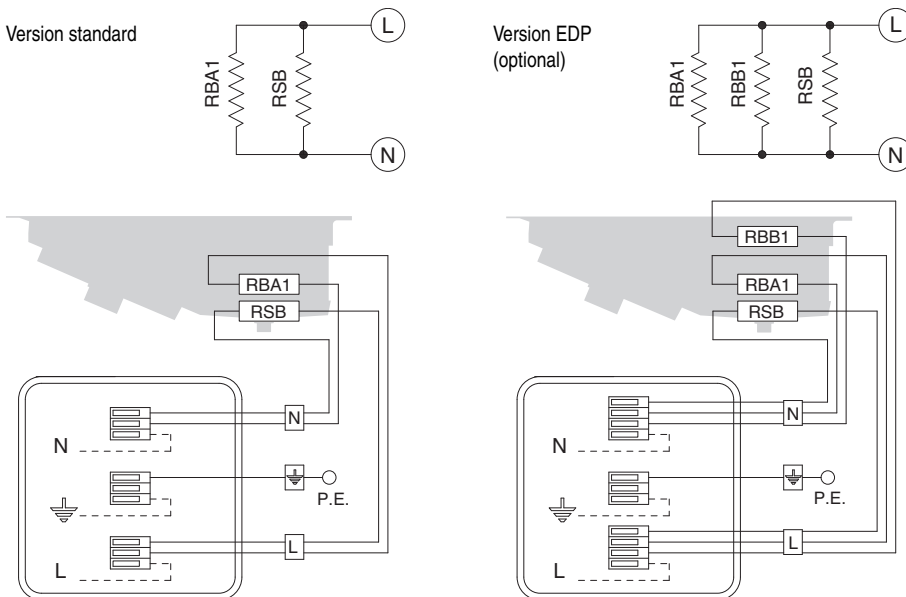 Version standard
RBA1
RSB
L
N
Version EDP
(optional)
RBA1
RBB1
RSB
L
N
RBA1
RSB
N
N
P.E.
L
L
RBB1
RBA1
RSB
N
N
P.E.
L
L